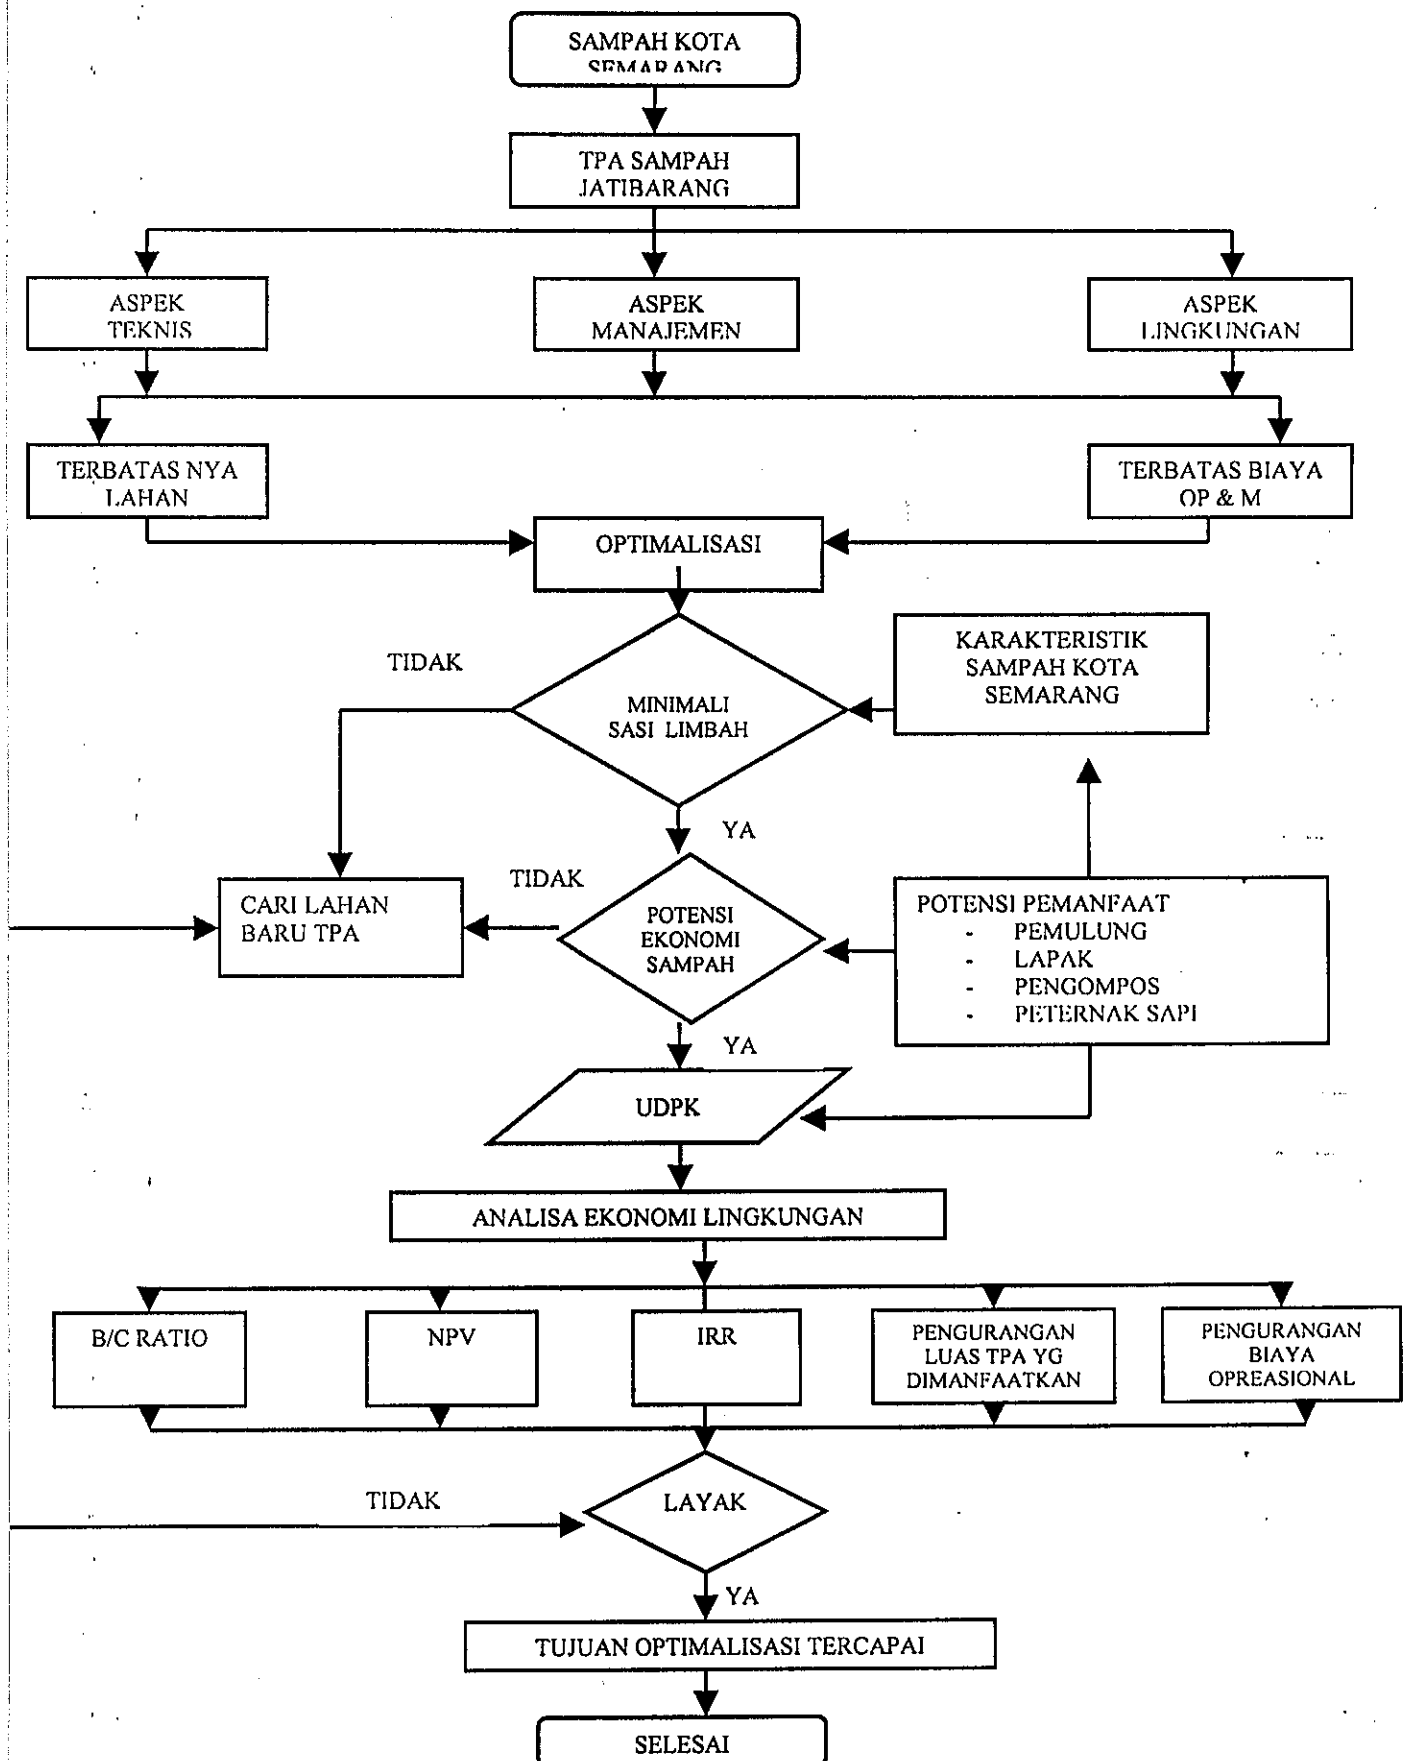 SAMPAH KOTA
SEMARANG
TPA SAMPAH
JATIBARANG
ASPEK
TEKNIS
ASPEK
MANAJEMEN
ASPEK
LINGKUNGAN
TERBATAS NYA
LAHAN
TERBATAS BIAYA
OP & M
OPTIMALISASI
TIDAK
MINIMALI
SASI LIMBAH
KARAKTERISTIK
SAMPAH KOTA
SEMARANG
YA
TIDAK
CARI LAHAN
BARU TPA
POTENSI
EKONOMI
SAMPAH
POTENSI PEMANFAAT
- PEMULUNG
- LAPAK
- PENGOMPOS
- PETERNAK SAPI
YA
UDPK
ANALISA EKONOMI LINGKUNGAN
B/C RATIO
NPV
IRR
PENGURANGAN
LUAS TPA YG
DIMANFAATKAN
PENGURANGAN
BIAYA
OPREASIONAL
TIDAK
LAYAK
YA
TUJUAN OPTIMALISASI TERCAPAI
SELESAI